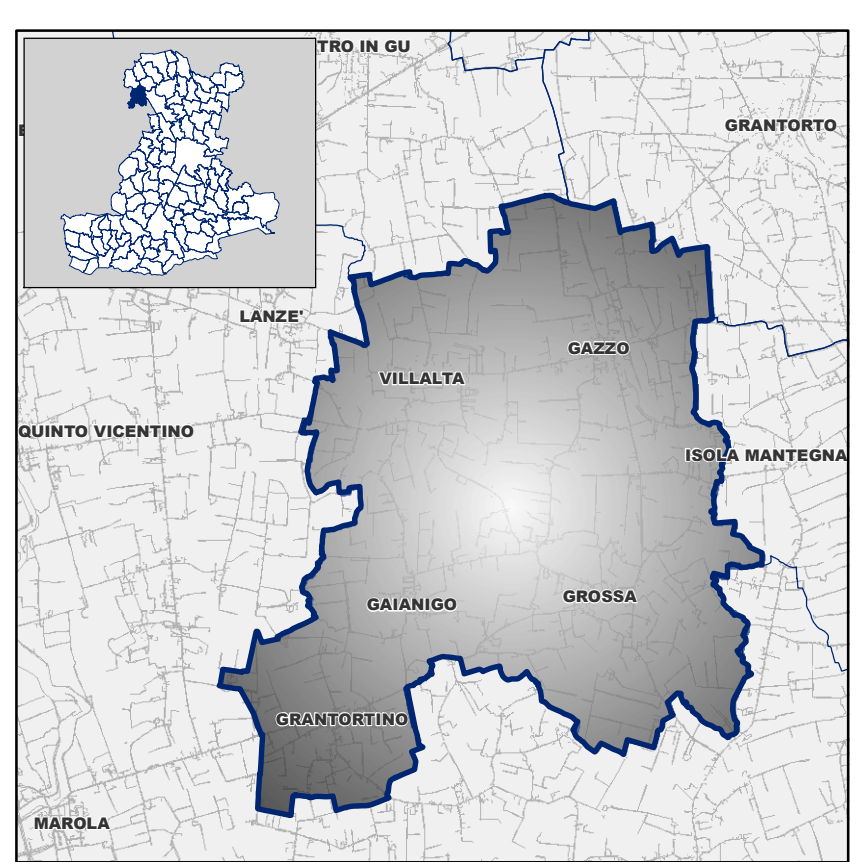 TRO IN GU
GRANTORTO
LANZE'
GAZZO
VILLALTA
QUINTO VICENTINO
ISOLA MANTEGNA
GROSSA
GAIANIGO
GRANTORTINO
MAROLA